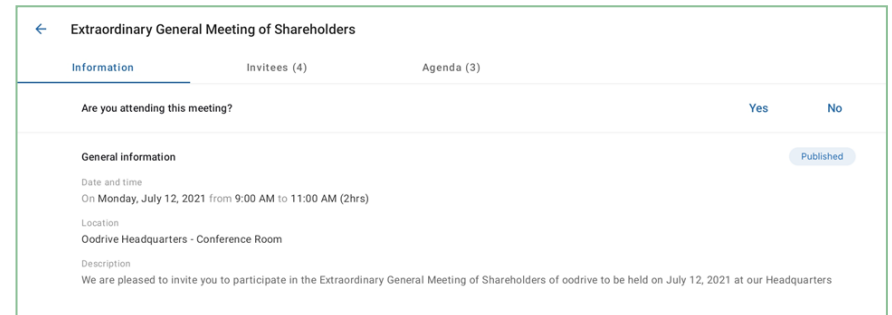 Extraordinary General Meeting of Shareholders
Information Invitees (4) Agenda (3)
Are you attending this meeting? Yes No
General information Published
Date and time
On Monday, July 12, 2021 from 9:00 AM to 11:00 AM (2hrs)
Location
Oodrive Headquarters - Conference Room
Description
We are pleased to invite you to participate in the Extraordinary General Meeting of Shareholders of oodrive to be held on July 12, 2021 at our Headquarters